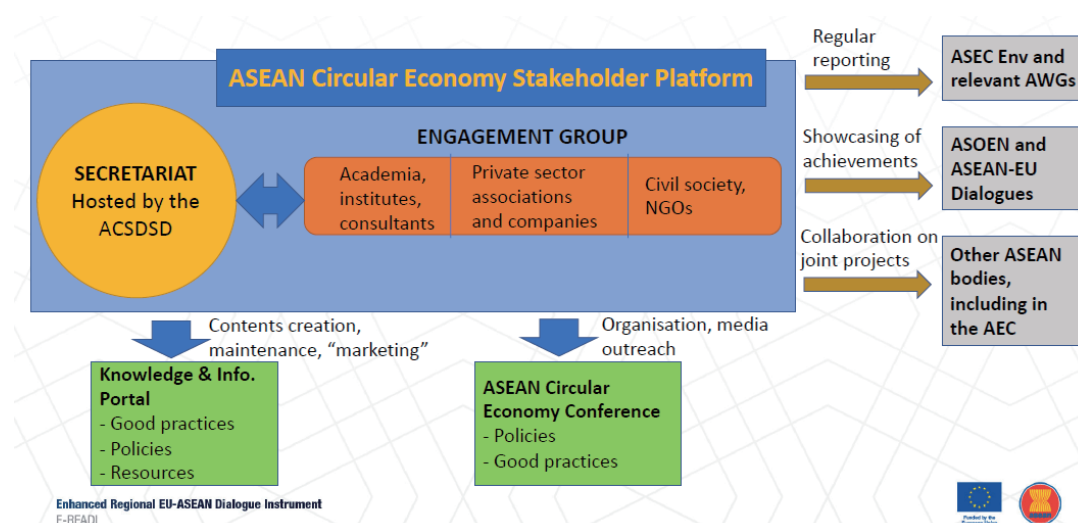 ASEAN Circular Economy Stakeholder Platform
SECRETARIAT
Hosted by the
ACSDSD
ENGAGEMENT GROUP
Academia,
institutes,
consultants
Private sector
associations
and companies
Civil society,
NGOs
Regular
reporting
ASEC Env and
relevant AWGs
Showcasing of
achievements
ASOEN and
ASEAN-EU
Dialogues
Collaboration on
joint projects
Other ASEAN
bodies,
including in
the AEC
Contents creation,
maintenance, “marketing”
Knowledge & Info.
Portal
- Good practices
- Policies
- Resources
Organisation, media
outreach
ASEAN Circular
Economy Conference
- Policies
- Good practices
Enhanced Regional EU-ASEAN Dialogue Instrument
E-READI
Funded by the